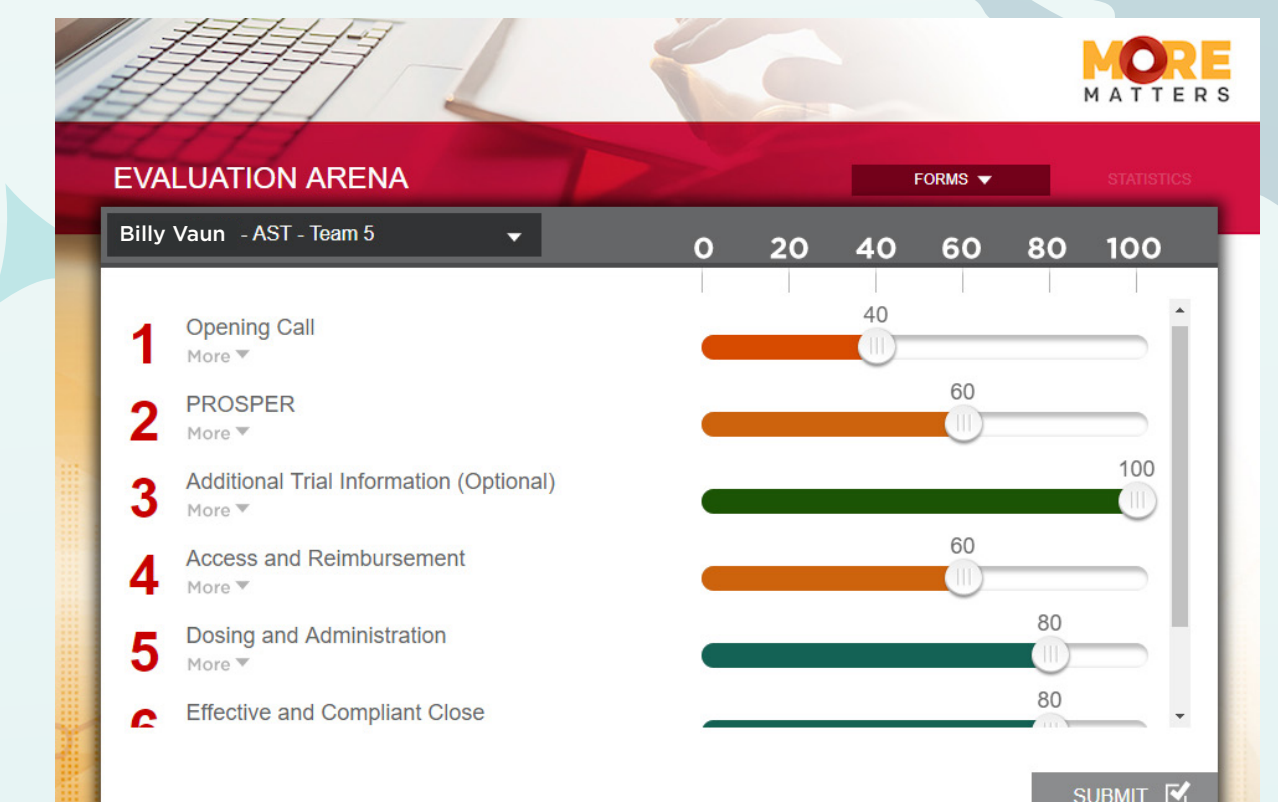 MORE
MATTERS
EVALUATION ARENA
FORMS
STATISTICS
Billy Vaun - AST - Team 5
0 20 40 60 80 100
40
1 Opening Call
More
60
2 PROSPER
More
100
3 Additional Trial Information (Optional)
More
60
4 Access and Reimbursement
More
80
5 Dosing and Administration
More
80
6 Effective and Compliant Close
SUBMIT